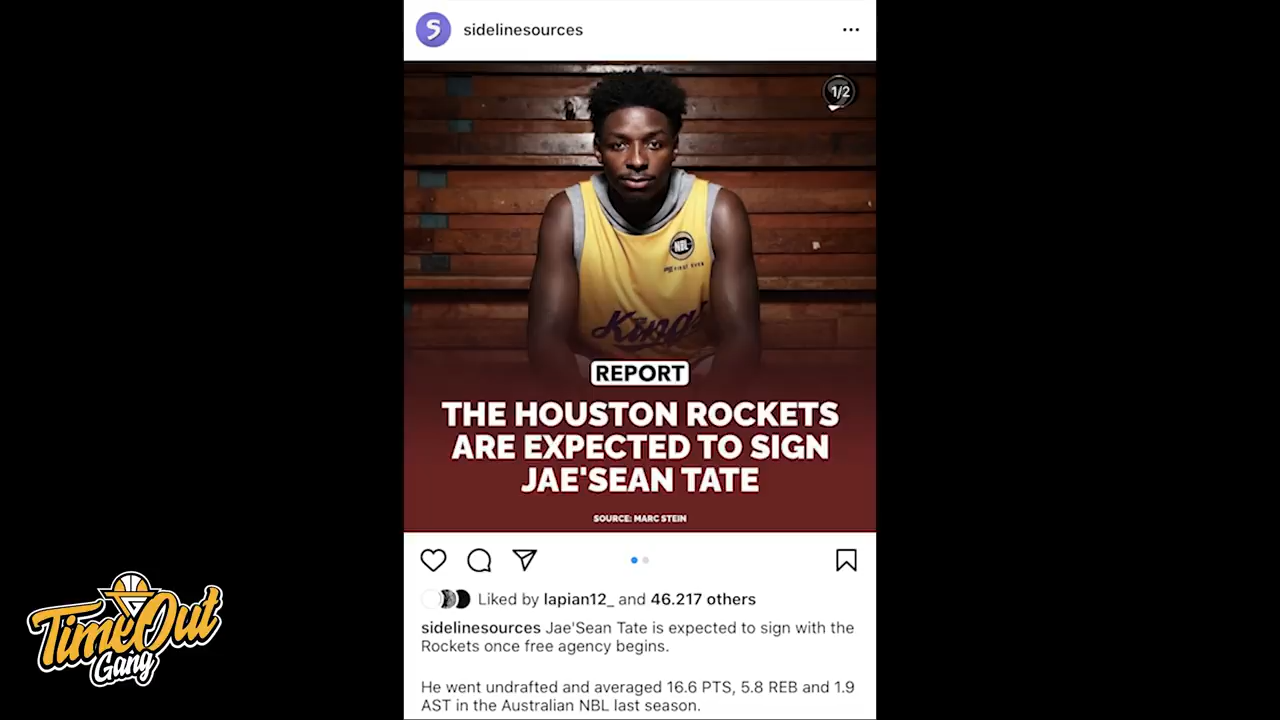 S
sidelinesources
1/2
NBL
FIRST EVER
Kings
REPORT
THE HOUSTON ROCKETS
ARE EXPECTED TO SIGN
JAE'SEAN TATE
SOURCE: MARC STEIN
Liked by lapian12_ and 46.217 others
sidelinesources Jae'Sean Tate is expected to sign with the
Rockets once free agency begins.
He went undrafted and averaged 16.6 PTS, 5.8 REB and 1.9
AST in the Australian NBL last season.
TimeOut
Gang